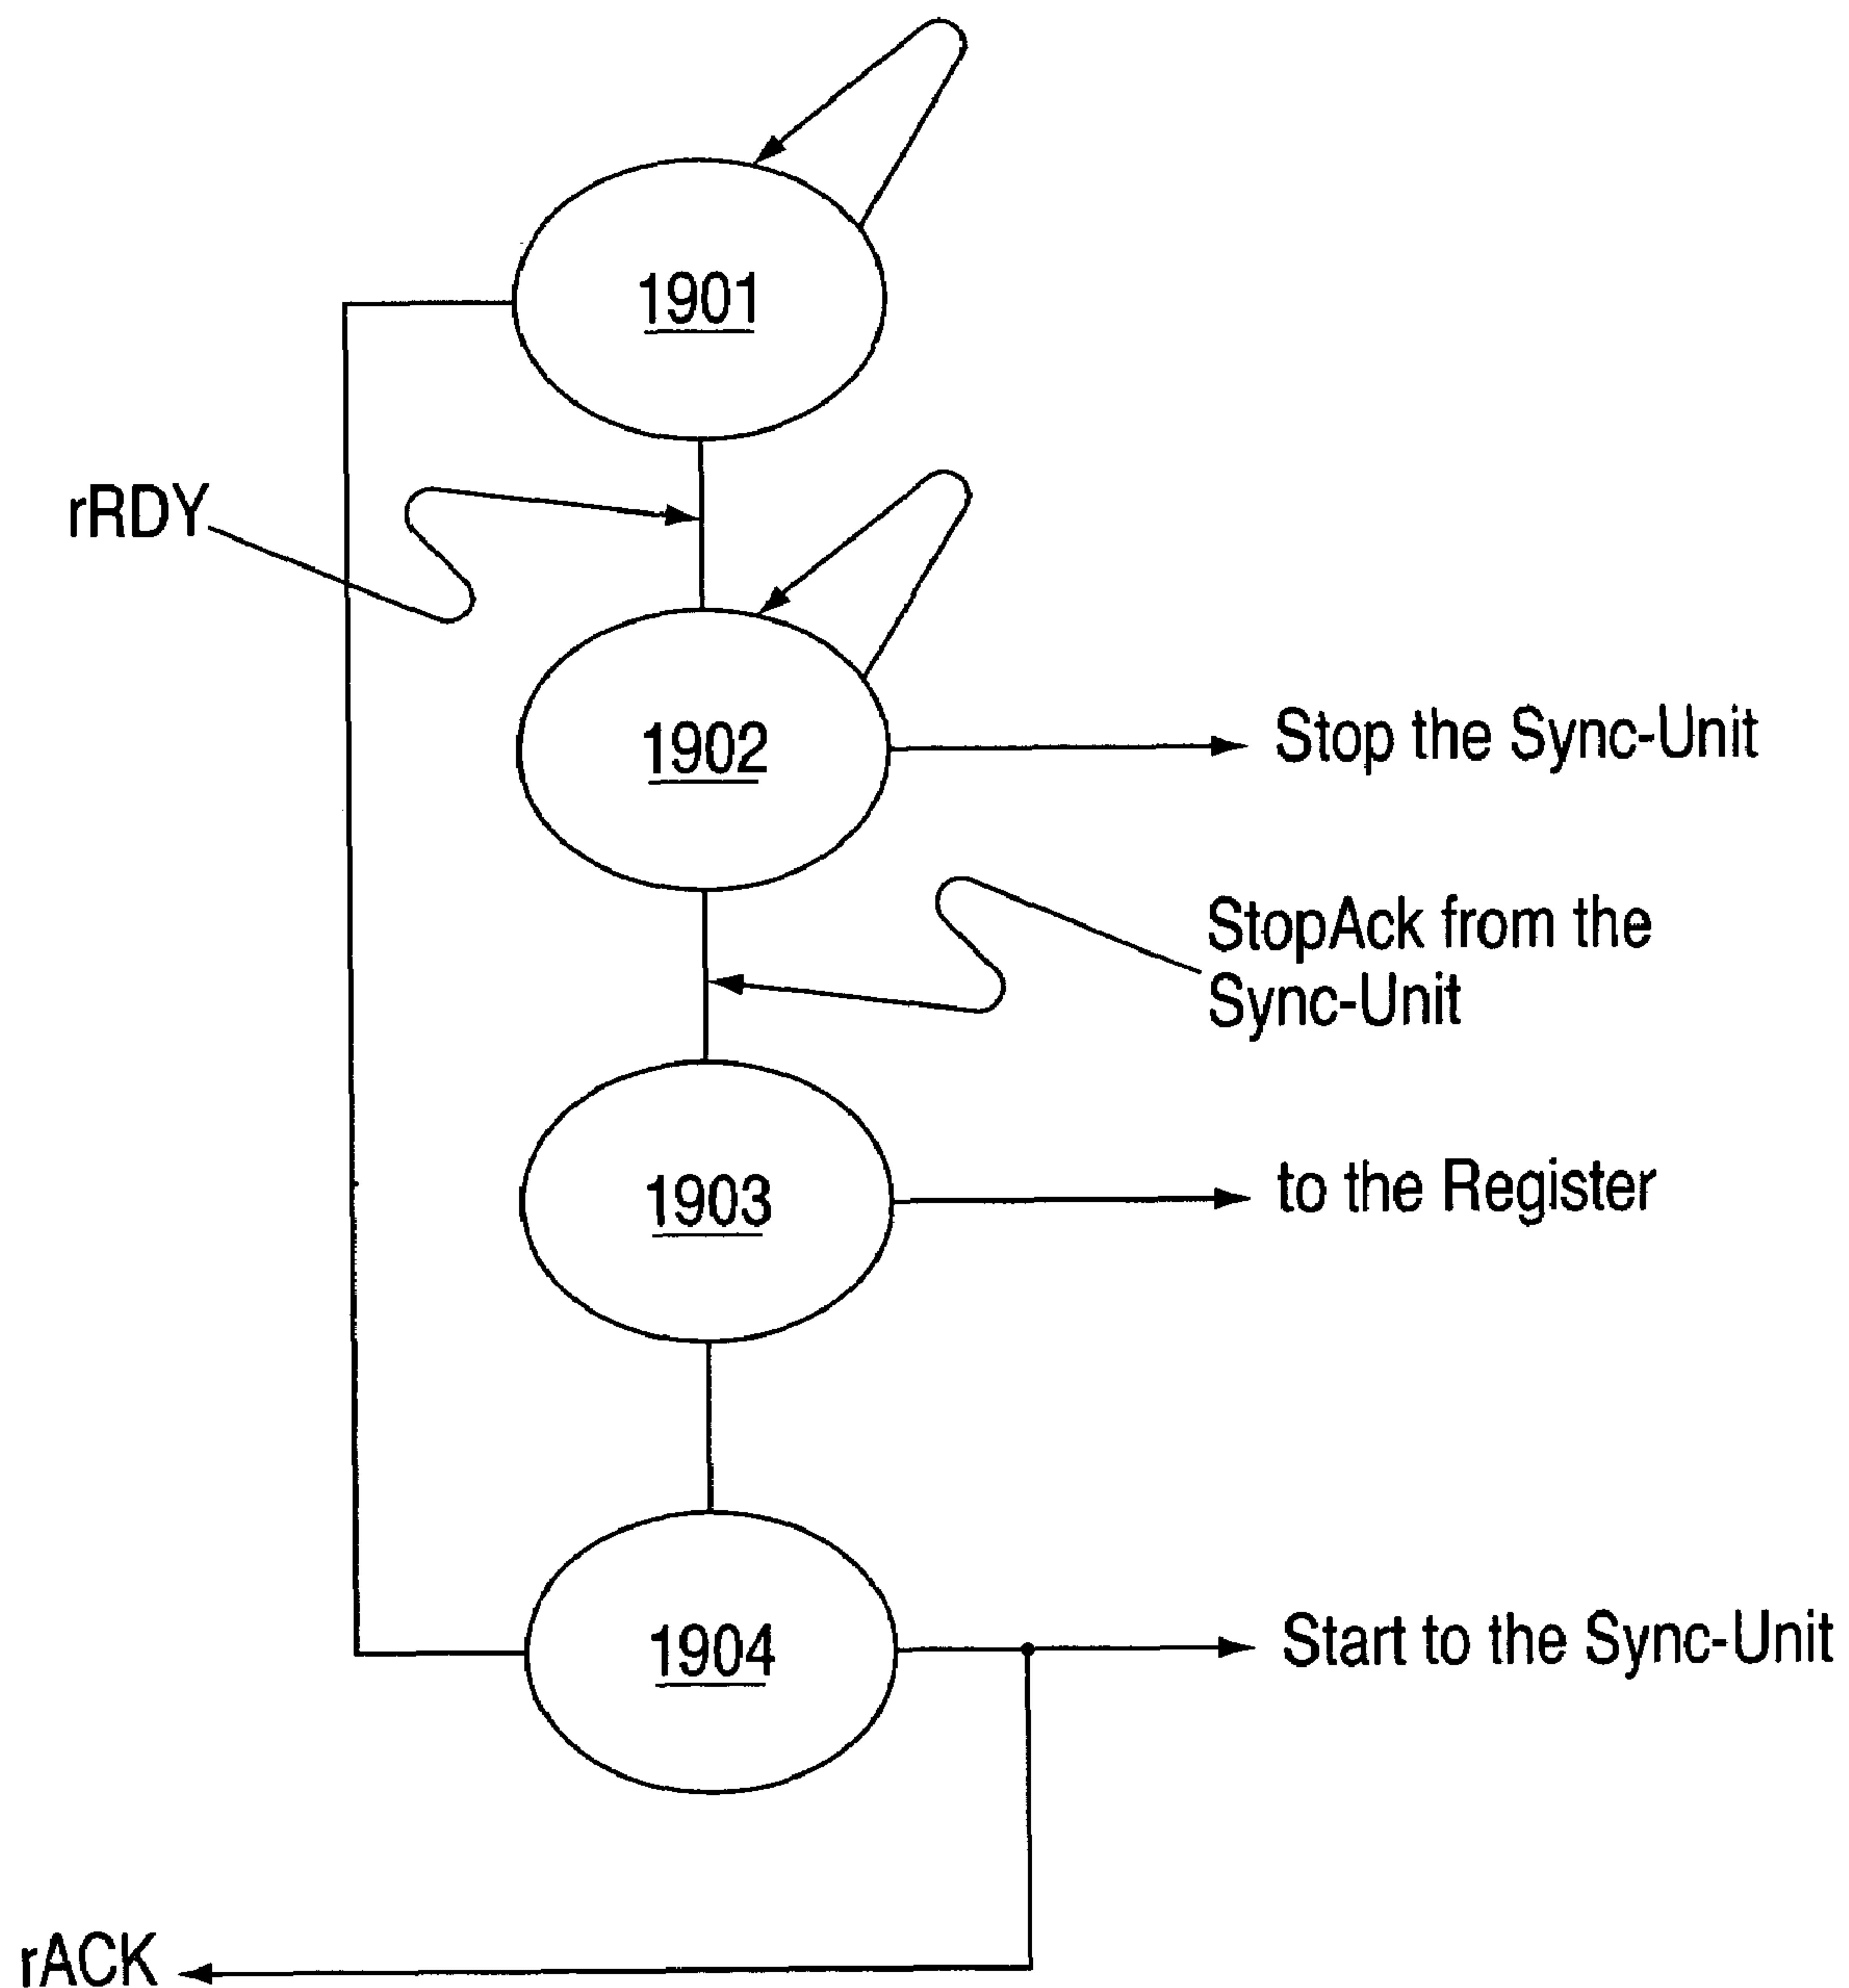 1901
rRDY
1902
Stop the Sync-Unit
StopAck from the
Sync-Unit
1903
to the Register
1904
Start to the Sync-Unit
rACK